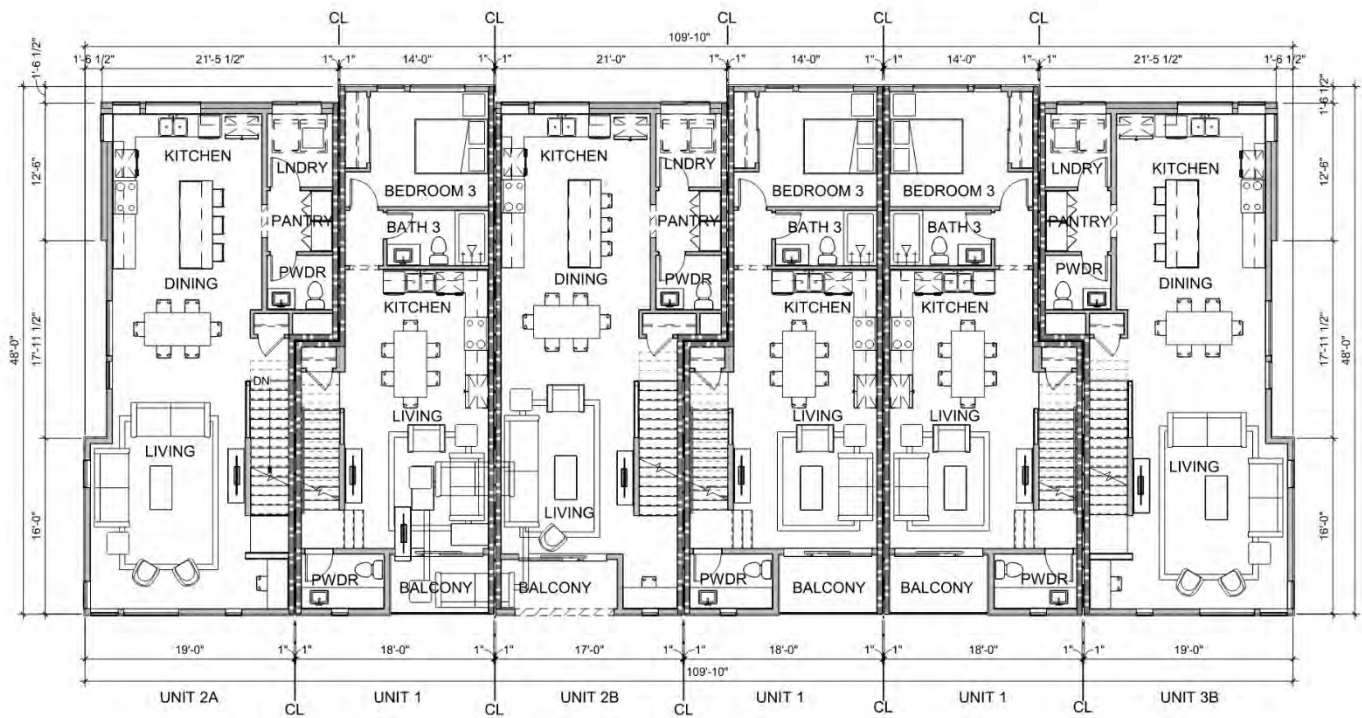 CL CL CL CL CL
109'-10"
1'-6 1/2" 21'-5 1/2" 1" 1" 14'-0" 1" 1" 21'-0" 1" 1" 14'-0" 1" 1" 14'-0" 1" 1" 21'-5 1/2" 1'-6 1/2"
1'-6 1/2"
12'-6"
17'-11 1/2"
16'-0"
48'-0"
1'-6 1/2"
12'-6"
17'-11 1/2"
16'-0"
48'-0"
KITCHEN LNDRY BEDROOM 3 KITCHEN LNDRY BEDROOM 3 BEDROOM 3 LNDRY KITCHEN
PANTRY BATH 3 PANTRY BATH 3 BATH 3 PANTRY
DINING PWDR DINING PWDR PWDR DINING
KITCHEN KITCHEN KITCHEN
DN
LIVING LIVING LIVING
LIVING LIVING LIVING
PWDR BALCONY BALCONY PWDR BALCONY BALCONY PWDR
19'-0" 1" 1" 18'-0" 1" 1" 17'-0" 1" 1" 18'-0" 1" 1" 18'-0" 1" 1" 19'-0"
109'-10"
UNIT 2A UNIT 1 UNIT 2B UNIT 1 UNIT 1 UNIT 3B
CL CL CL CL CL